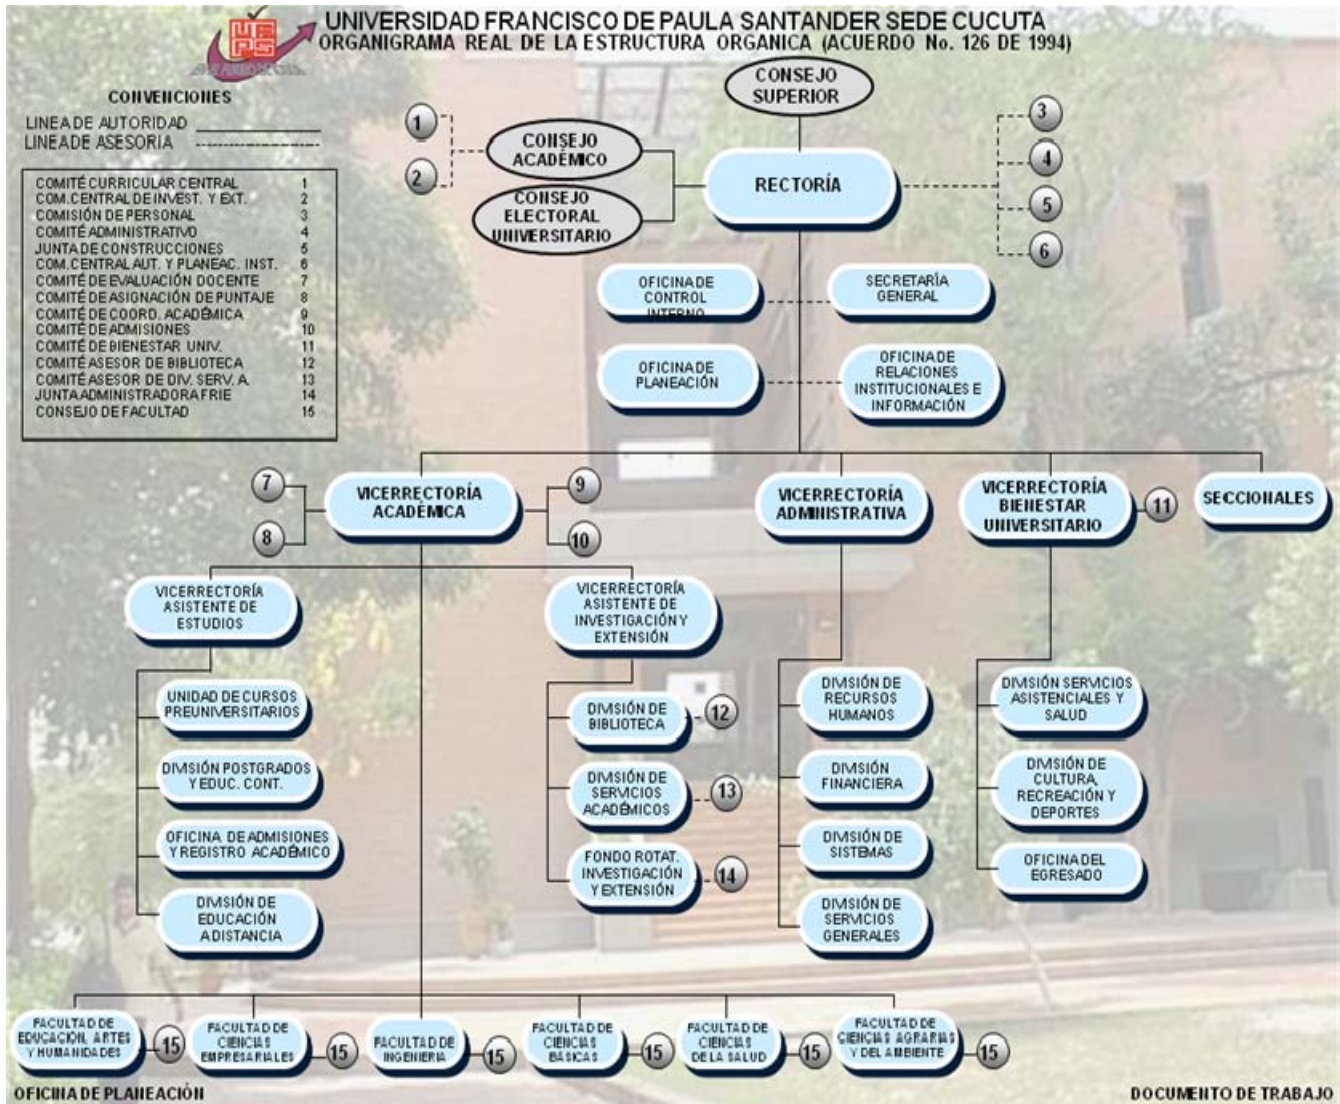 UNIVERSIDAD FRANCISCO DE PAULA SANTANDER SEDE CUCUTA
ORGANIGRAMA REAL DE LA ESTRUCTURA ORGANICA (ACUERDO No. 126 DE 1994)
UFPS
CONVENCIONES
LINEA DE AUTORIDAD
LINEA DE ASESORIA
COMITÉ CURRICULAR CENTRAL 1
COM. CENTRAL DE INVEST. Y EXT. 2
COMISIÓN DE PERSONAL 3
COMITÉ ADMINISTRATIVO 4
JUNTA DE CONSTRUCCIONES 5
COM. CENTRAL AUT. Y PLANEAC. INST. 6
COMITÉ DE EVALUACIÓN DOCENTE 7
COMITÉ DE ASIGNACIÓN DE PUNTAJE 8
COMITÉ DE COORD. ACADÉMICA 9
COMITÉ DE ADMISIONES 10
COMITÉ DE BIENESTAR UNIV. 11
COMITÉ ASESOR DE BIBLIOTECA 12
COMITÉ ASESOR DE DIV. SERV. A. 13
JUNTA ADMINISTRADORA FRIE 14
CONSEJO DE FACULTAD 15
CONSEJO
SUPERIOR
1
2
CONSEJO
ACADÉMICO
CONSEJO
ELECTORAL
UNIVERSITARIO
RECTORÍA
3
4
5
6
OFICINA DE
CONTROL
INTERNO
SECRETARÍA
GENERAL
OFICINA DE
PLANEACIÓN
OFICINA DE
RELACIONES
INSTITUCIONALES E
INFORMACIÓN
7
8
VICERRECTORÍA
ACADÉMICA
9
10
VICERRECTORÍA
ADMINISTRATIVA
VICERRECTORÍA
BIENESTAR
UNIVERSITARIO
11
SECCIONALES
VICERRECTORÍA
ASISTENTE DE
ESTUDIOS
VICERRECTORÍA
ASISTENTE DE
INVESTIGACIÓN Y
EXTENSIÓN
UNIDAD DE CURSOS
PREUNIVERSITARIOS
DIVISIÓN POSTGRADOS
Y EDUC. CONT.
OFICINA DE ADMISIONES
Y REGISTRO ACADÉMICO
DIVISIÓN DE
EDUCACIÓN
A DISTANCIA
DIVISIÓN DE
BIBLIOTECA
12
DIVISIÓN DE
SERVICIOS
ACADÉMICOS
13
FONDO ROTAT.
INVESTIGACIÓN
Y EXTENSIÓN
14
DIVISIÓN DE
RECURSOS
HUMANOS
DIVISIÓN
FINANCIERA
DIVISIÓN DE
SISTEMAS
DIVISIÓN DE
SERVICIOS
GENERALES
DIVISIÓN SERVICIOS
ASISTENCIALES Y
SALUD
DIVISIÓN DE
CULTURA,
RECREACIÓN Y
DEPORTES
OFICINA DEL
EGRESADO
FACULTAD DE
EDUCACIÓN, ARTES
Y HUMANIDADES
15
FACULTAD DE
CIENCIAS
EMPRESARIALES
15
FACULTAD DE
INGENIERIA
15
FACULTAD DE
CIENCIAS
BÁSICAS
15
FACULTAD DE
CIENCIAS
DE LA SALUD
15
FACULTAD DE
CIENCIAS AGRARIAS
Y DEL AMBIENTE
15
OFICINA DE PLANEACIÓN
DOCUMENTO DE TRABAJO